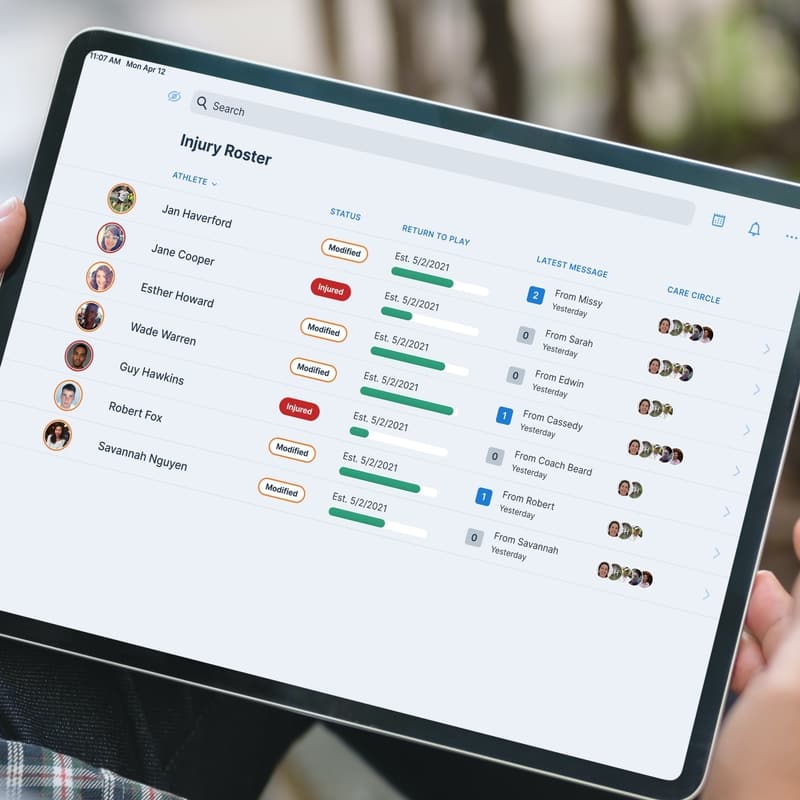 11:07 AM Mon Apr 12
Search
Injury Roster
ATHLETE
STATUS
RETURN TO PLAY
LATEST MESSAGE
CARE CIRCLE
Jan Haverford Modified Est. 5/2/2021 2 From Missy
Yesterday
Jane Cooper Injured Est. 5/2/2021 0 From Sarah
Yesterday
Esther Howard Modified Est. 5/2/2021 0 From Edwin
Yesterday
Wade Warren Modified Est. 5/2/2021 1 From Cassedy
Yesterday
Guy Hawkins Injured Est. 5/2/2021 0 From Coach Beard
Yesterday
Robert Fox Modified Est. 5/2/2021 1 From Robert
Yesterday
Savannah Nguyen Modified Est. 5/2/2021 0 From Savannah
Yesterday